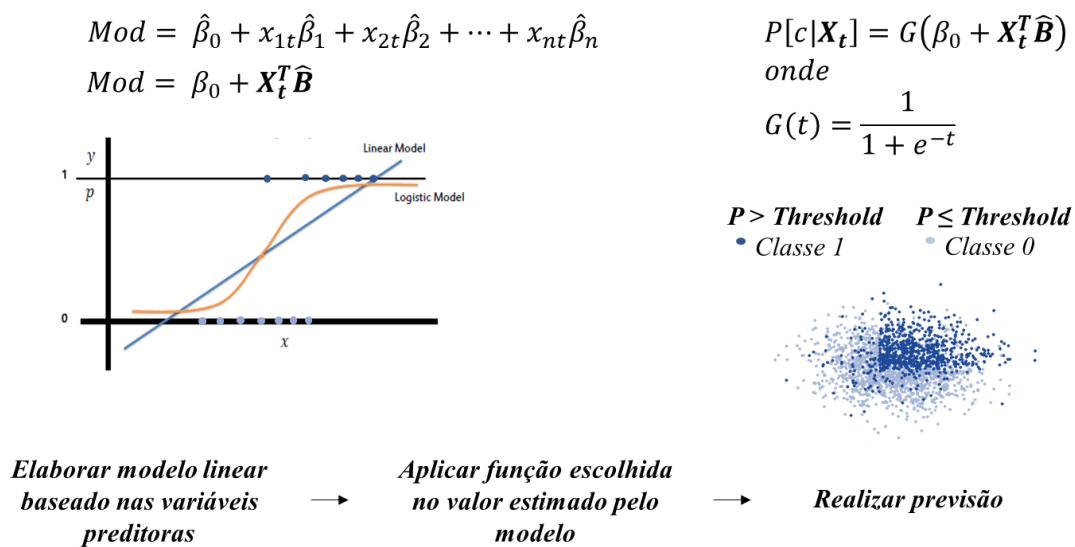 Mod = β̂₀ + x₁ₜβ̂₁ + x₂ₜβ̂₂ + ⋯ + xₙₜβ̂ₙ
Mod = β₀ + XₜᵀB̂
P[c|Xₜ] = G(β₀ + XₜᵀB̂)
onde
G(t) = 1 / (1 + e⁻ᵗ)
y
1
p
0
x
Linear Model
Logistic Model
P > Threshold
Classe 1
P ≤ Threshold
Classe 0
Elaborar modelo linear
baseado nas variáveis
preditoras
→
Aplicar função escolhida
no valor estimado pelo
modelo
→
Realizar previsão